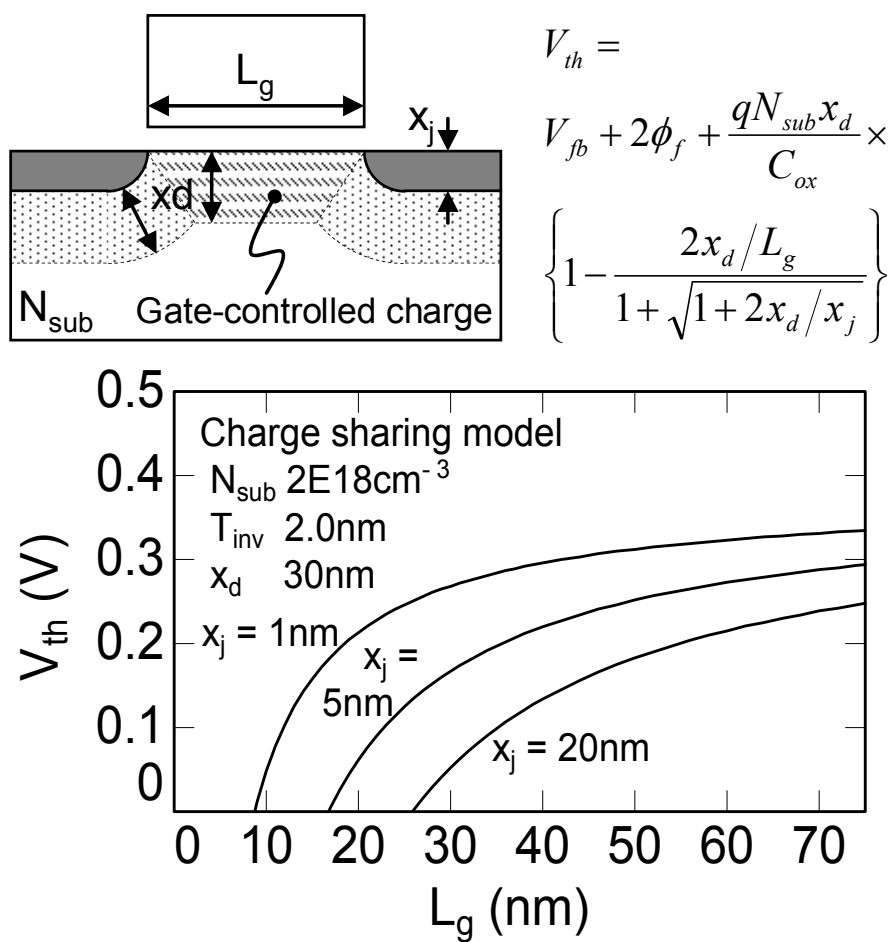 L_g
x_j
xd
N_sub
Gate-controlled charge
V_th =
V_fb + 2ϕ_f + qN_sub x_d / C_ox ×
{1 − (2x_d/L_g) / (1 + √(1 + 2x_d/x_j))}
0.5
0.4
0.3
0.2
0.1
0
V_th (V)
Charge sharing model
N_sub 2E18cm^-3
T_inv 2.0nm
x_d 30nm
x_j = 1nm
x_j =
5nm
x_j = 20nm
0 10 20 30 40 50 60 70
L_g (nm)